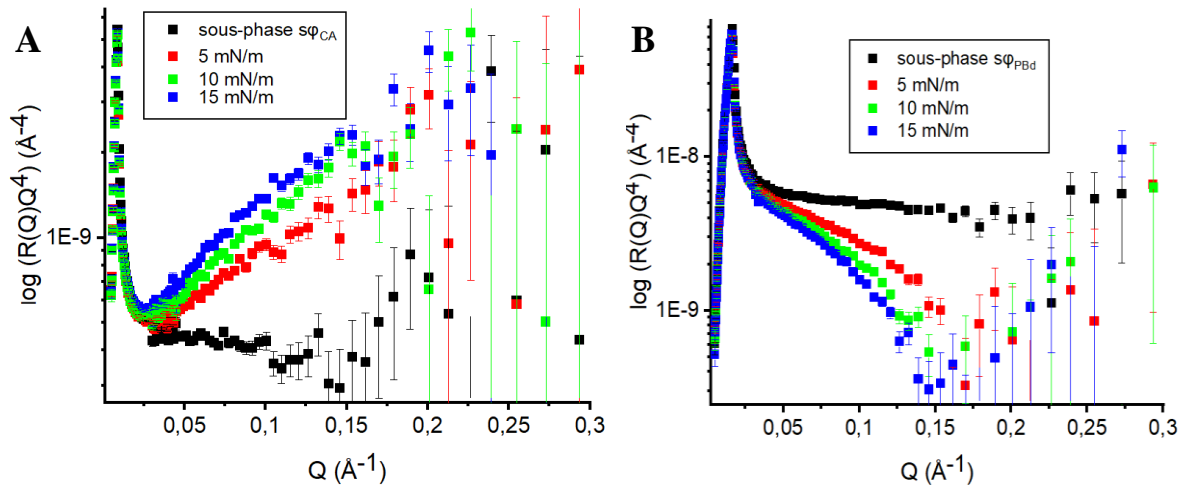 A
sous-phase sφCA
5 mN/m
10 mN/m
15 mN/m
log (R(Q)Q⁴) (Å⁻⁴)
1E-9
0,05 0,1 0,15 0,2 0,25 0,3
Q (Å⁻¹)
B
sous-phase sφPBd
5 mN/m
10 mN/m
15 mN/m
log (R(Q)Q⁴) (Å⁻⁴)
1E-8
1E-9
0,05 0,1 0,15 0,2 0,25 0,3
Q (Å⁻¹)